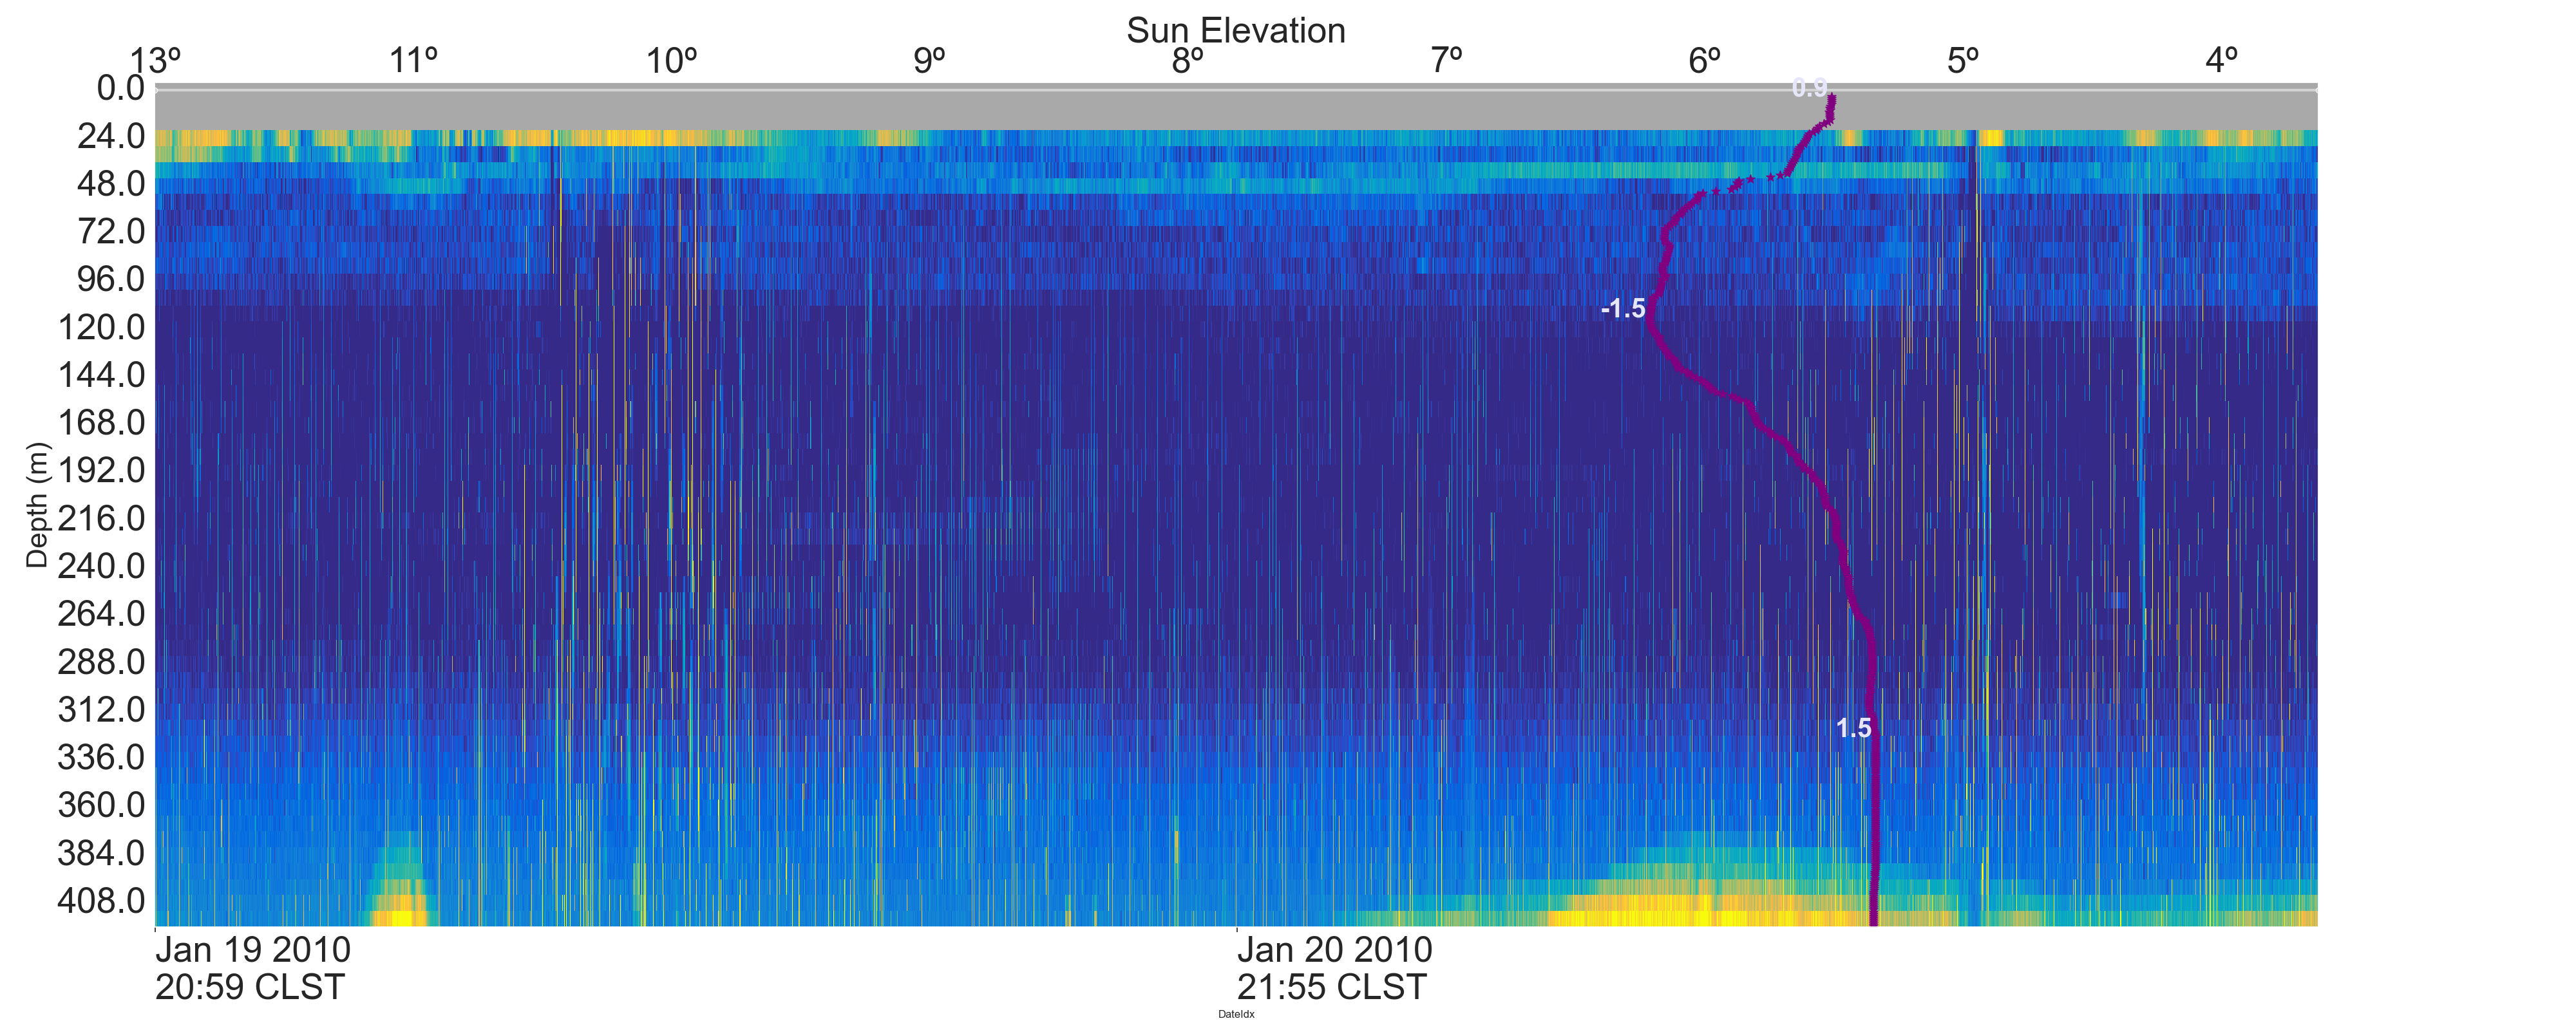 Sun Elevation
13º 11º 10º 9º 8º 7º 6º 5º 4º
0.0
0.9
24.0
48.0
72.0
96.0
-1.5
120.0
144.0
168.0
192.0
216.0
240.0
264.0
288.0
312.0
1.5
336.0
360.0
384.0
408.0
Depth (m)
Jan 19 2010
20:59 CLST
Jan 20 2010
21:55 CLST
DateIdx